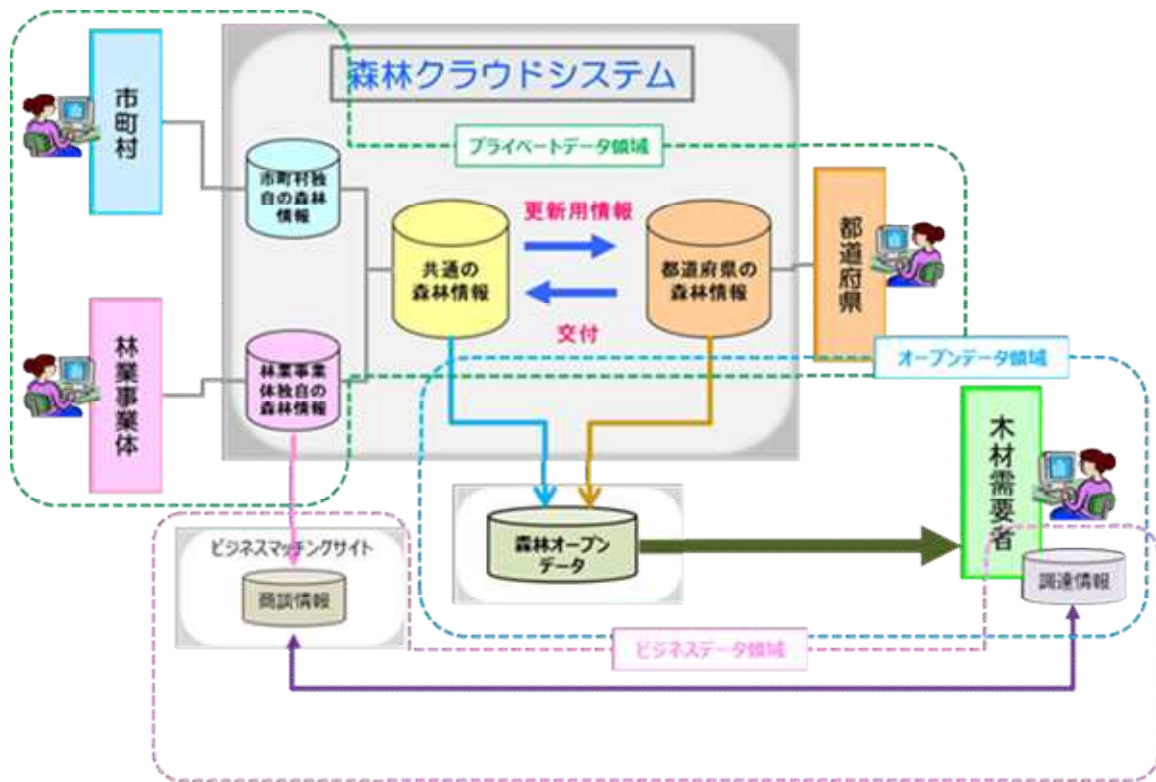 森林クラウドシステム
市町村
プライベートデータ領域
市町村独
自の森林
情報
都道府県
更新用情報
共通の
森林情報
都道府県の
森林情報
交付
林業事業体
林業事業
体独自の
森林情報
オープンデータ領域
木材需要者
森林オープン
データ
ビジネスマッチングサイト
商談情報
調達情報
ビジネスデータ領域